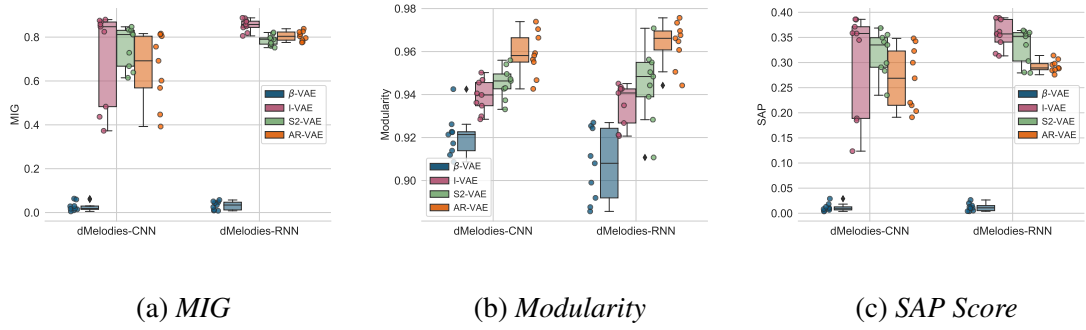 MIG
0.8
0.6
0.4
0.2
0.0
β-VAE
I-VAE
S2-VAE
AR-VAE
dMelodies-CNN dMelodies-RNN
(a) MIG
Modularity
0.98
0.96
0.94
0.92
0.90
β-VAE
I-VAE
S2-VAE
AR-VAE
dMelodies-CNN dMelodies-RNN
(b) Modularity
SAP
0.40
0.35
0.30
0.25
0.20
0.15
0.10
0.05
0.00
β-VAE
I-VAE
S2-VAE
AR-VAE
dMelodies-CNN dMelodies-RNN
(c) SAP Score